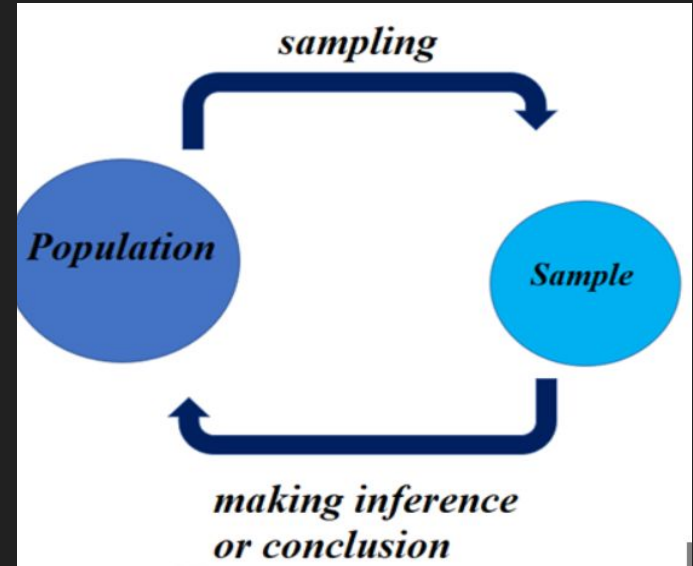 sampling
Population
Sample
making inference
or conclusion